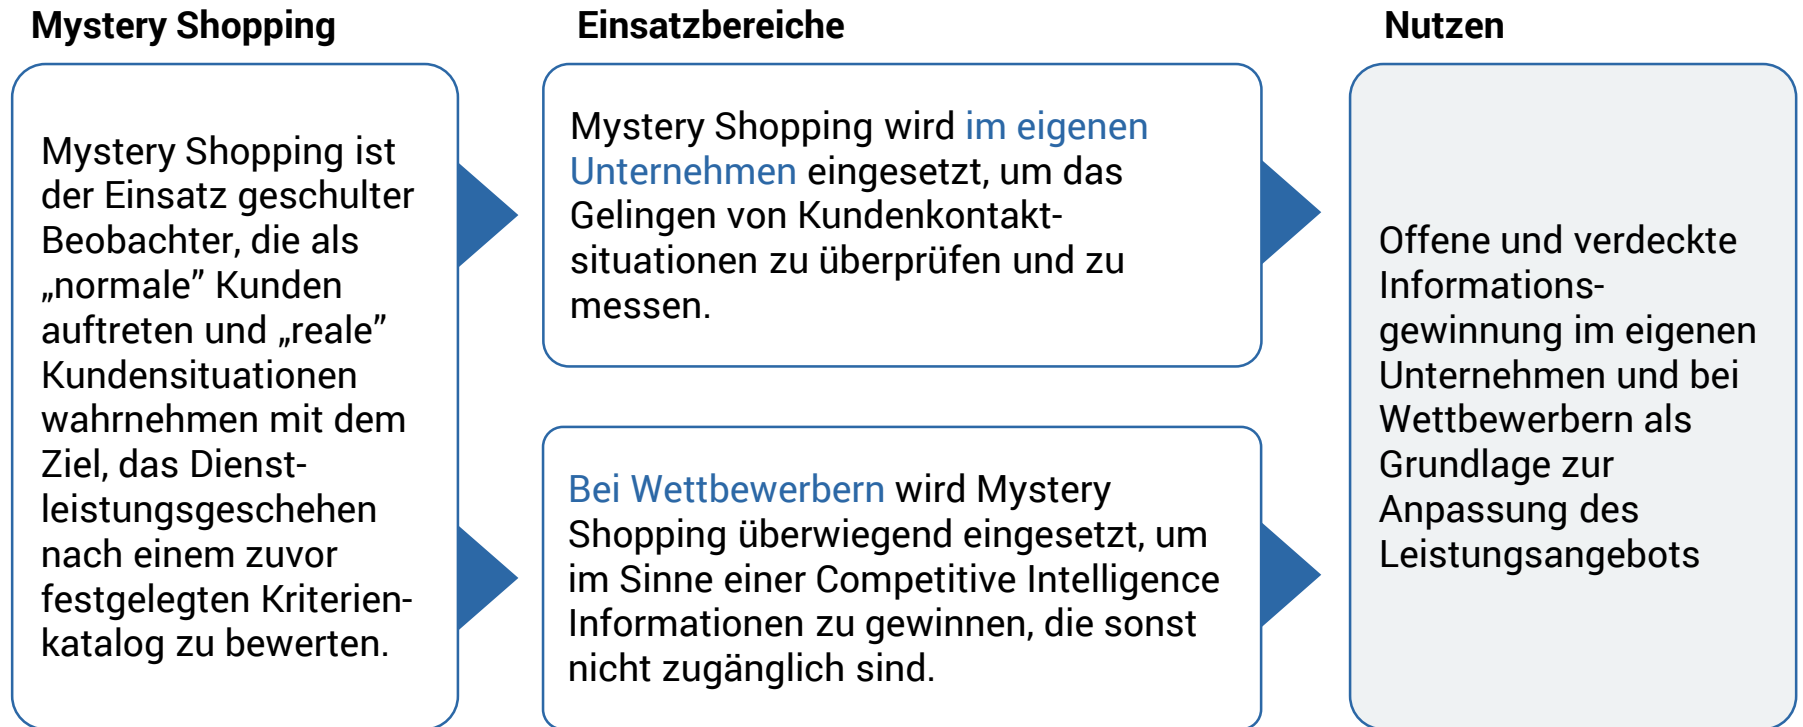 Mystery Shopping
Einsatzbereiche
Nutzen
Mystery Shopping ist
der Einsatz geschulter
Beobachter, die als
„normale” Kunden
auftreten und „reale”
Kundensituationen
wahrnehmen mit dem
Ziel, das Dienst-
leistungsgeschehen
nach einem zuvor
festgelegten Kriterien-
katalog zu bewerten.
Mystery Shopping wird im eigenen
Unternehmen eingesetzt, um das
Gelingen von Kundenkontakt-
situationen zu überprüfen und zu
messen.
Bei Wettbewerbern wird Mystery
Shopping überwiegend eingesetzt, um
im Sinne einer Competitive Intelligence
Informationen zu gewinnen, die sonst
nicht zugänglich sind.
Offene und verdeckte
Informations-
gewinnung im eigenen
Unternehmen und bei
Wettbewerbern als
Grundlage zur
Anpassung des
Leistungsangebots